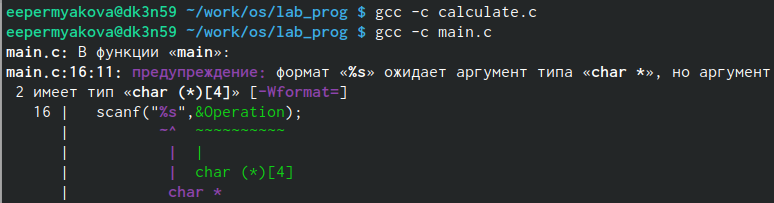 eepermyakova@dk3n59 ~/work/os/lab_prog $ gcc -c calculate.c
eepermyakova@dk3n59 ~/work/os/lab_prog $ gcc -c main.c
main.c: В функции «main»:
main.c:16:11: предупреждение: формат «%s» ожидает аргумент типа «char *», но аргумент
 2 имеет тип «char (*)[4]» [-Wformat=]
   16 |   scanf("%s",&Operation);
      |          ~^  ~~~~~~~~~~
      |           |  |
      |           |  char (*)[4]
      |           char *